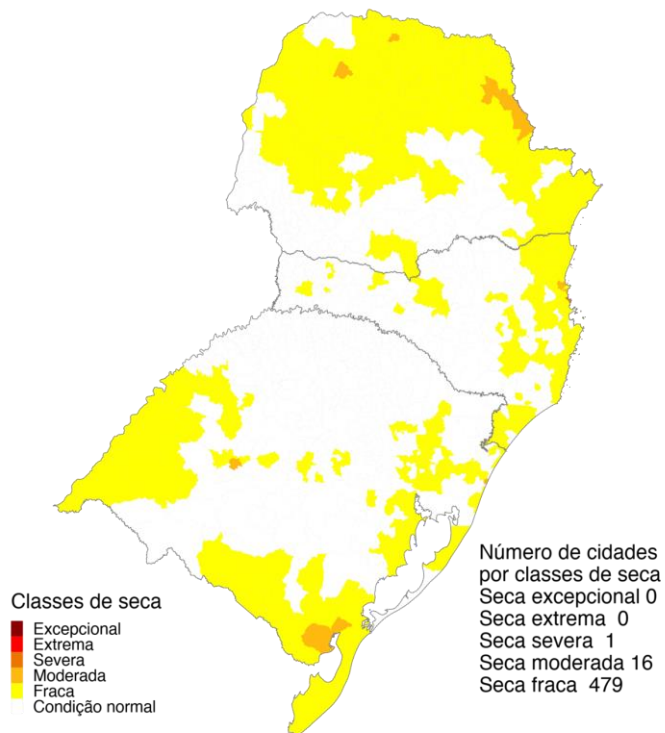 Número de cidades
por classes de seca
Seca excepcional 0
Seca extrema 0
Seca severa 1
Seca moderada 16
Seca fraca 479
Classes de seca
Excepcional
Extrema
Severa
Moderada
Fraca
Condição normal